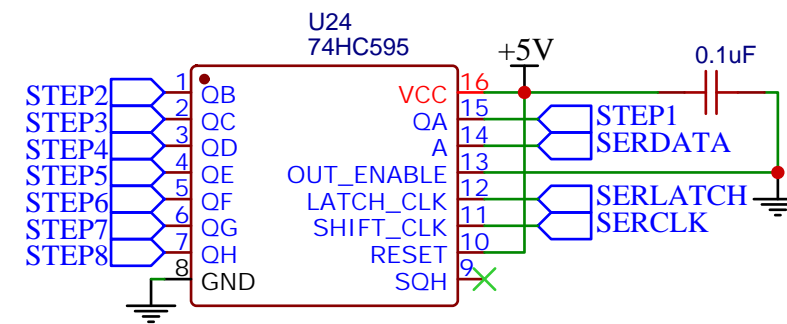 U24
74HC595
+5V
0.1uF
STEP2 1 QB VCC 16
STEP3 2 QC QA 15 STEP1
STEP4 3 QD A 14 SERDATA
STEP5 4 QE OUT_ENABLE 13
STEP6 5 QF LATCH_CLK 12 SERLATCH
STEP7 6 QG SHIFT_CLK 11 SERCLK
STEP8 7 QH RESET 10
8 GND SQH 9